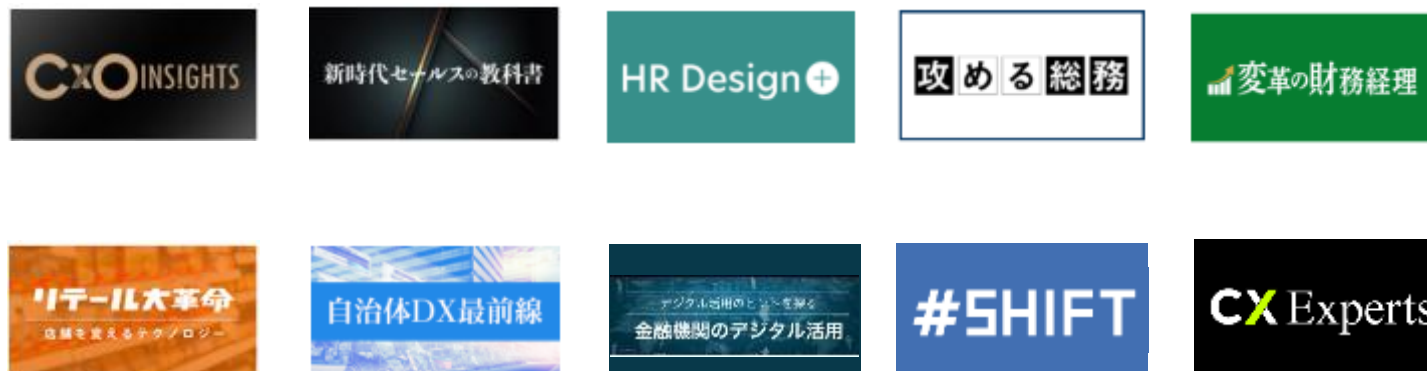 CXO INSIGHTS
新時代セールスの教科書
HR Design+
攻める総務
変革の財務経理
リテール大革命
店舗を変えるテクノロジー
自治体DX最前線
デジタル活用のヒントを探る
金融機関のデジタル活用
#SHIFT
CX Experts